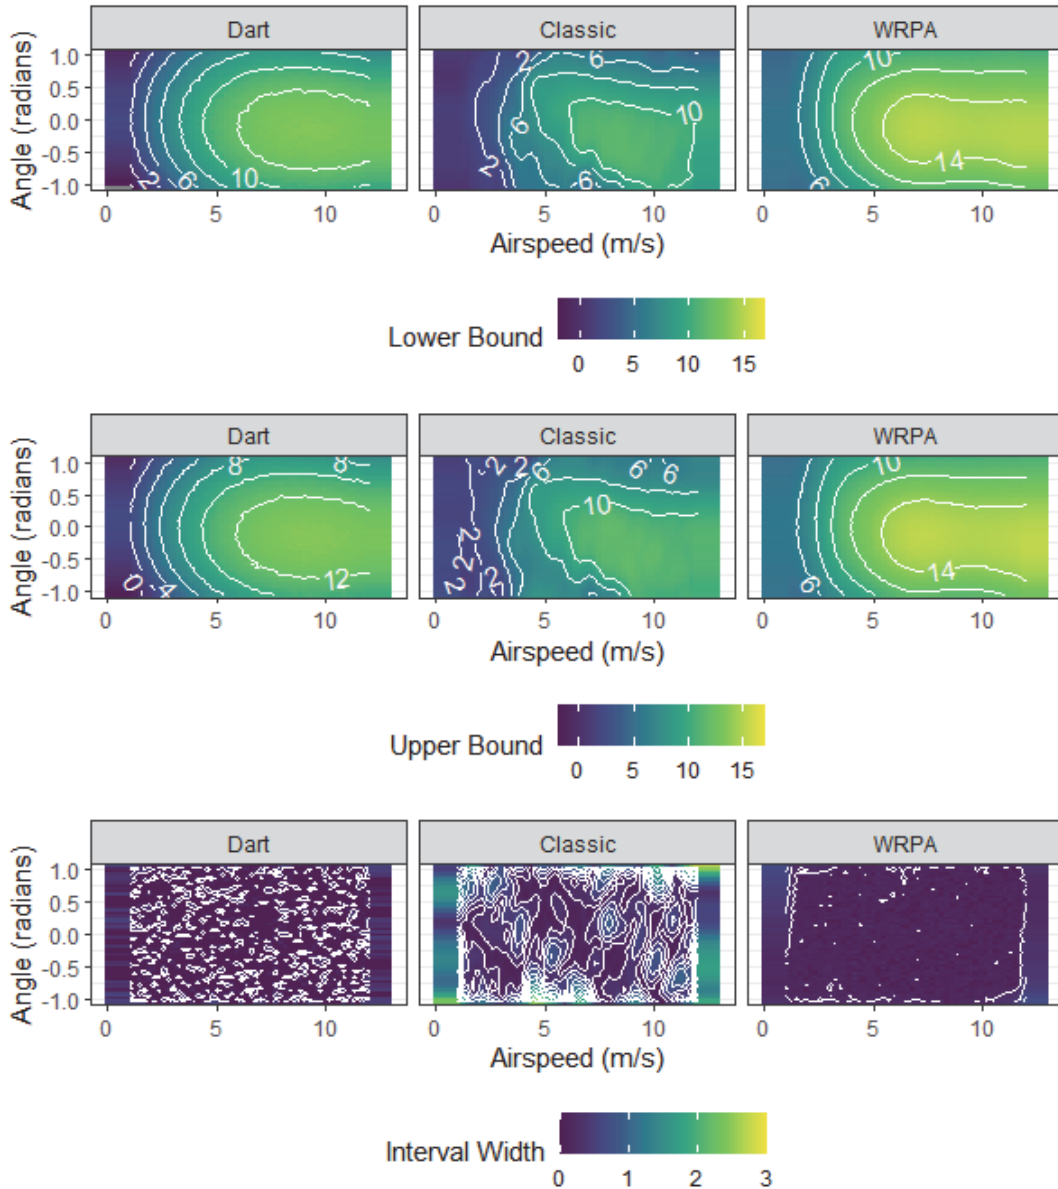 Dart Classic WRPA
Angle (radians)
1.0
0.5
0.0
-0.5
-1.0
2 6 10
2 6 6 2 6 10
10 6 14
0 5 10 0 5 10 0 5 10
Airspeed (m/s)
Lower Bound
0 5 10 15
Dart Classic WRPA
Angle (radians)
1.0
0.5
0.0
-0.5
-1.0
8 8 0 4 12
2 2 6 6 6 10 2 2 2 2
10 6 14
0 5 10 0 5 10 0 5 10
Airspeed (m/s)
Upper Bound
0 5 10 15
Dart Classic WRPA
Angle (radians)
1.0
0.5
0.0
-0.5
-1.0
0 5 10 0 5 10 0 5 10
Airspeed (m/s)
Interval Width
0 1 2 3